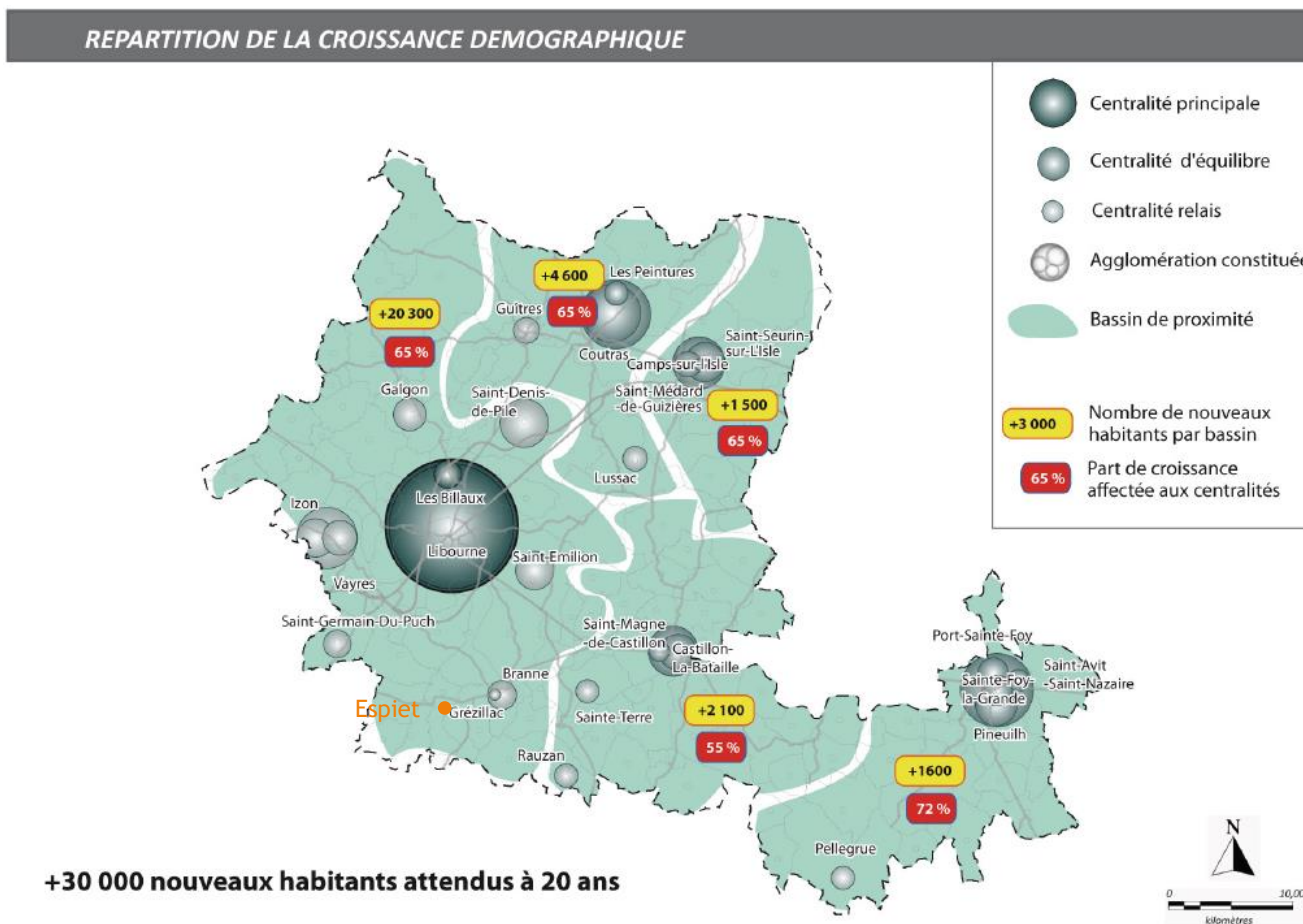 REPARTITION DE LA CROISSANCE DEMOGRAPHIQUE
Centralité principale
Centralité d'équilibre
Centralité relais
Agglomération constituée
Bassin de proximité
+3 000
Nombre de nouveaux
habitants par bassin
65 %
Part de croissance
affectée aux centralités
+4 600
65 %
Les Peintures
Guîtres
Coutras
+20 300
65 %
Saint-Seurin-
sur-L'Isle
Camps-sur-l'Isle
Saint-Médard
-de-Guizières
+1 500
65 %
Galgon
Saint-Denis-
de-Pile
Lussac
Les Billaux
Izon
Libourne
Saint-Emilion
Vayres
Saint-Germain-Du-Puch
Saint-Magne
-de-Castillon
Castillon-
La-Bataille
Port-Sainte-Foy
Saint-Avit
-Saint-Nazaire
Sainte-Foy-
la-Grande
Pineuilh
Branne
Espiet
Grézillac
Sainte-Terre
+2 100
55 %
Rauzan
+1600
72 %
Pellegrue
+30 000 nouveaux habitants attendus à 20 ans
N
0
10,00
kilomètres